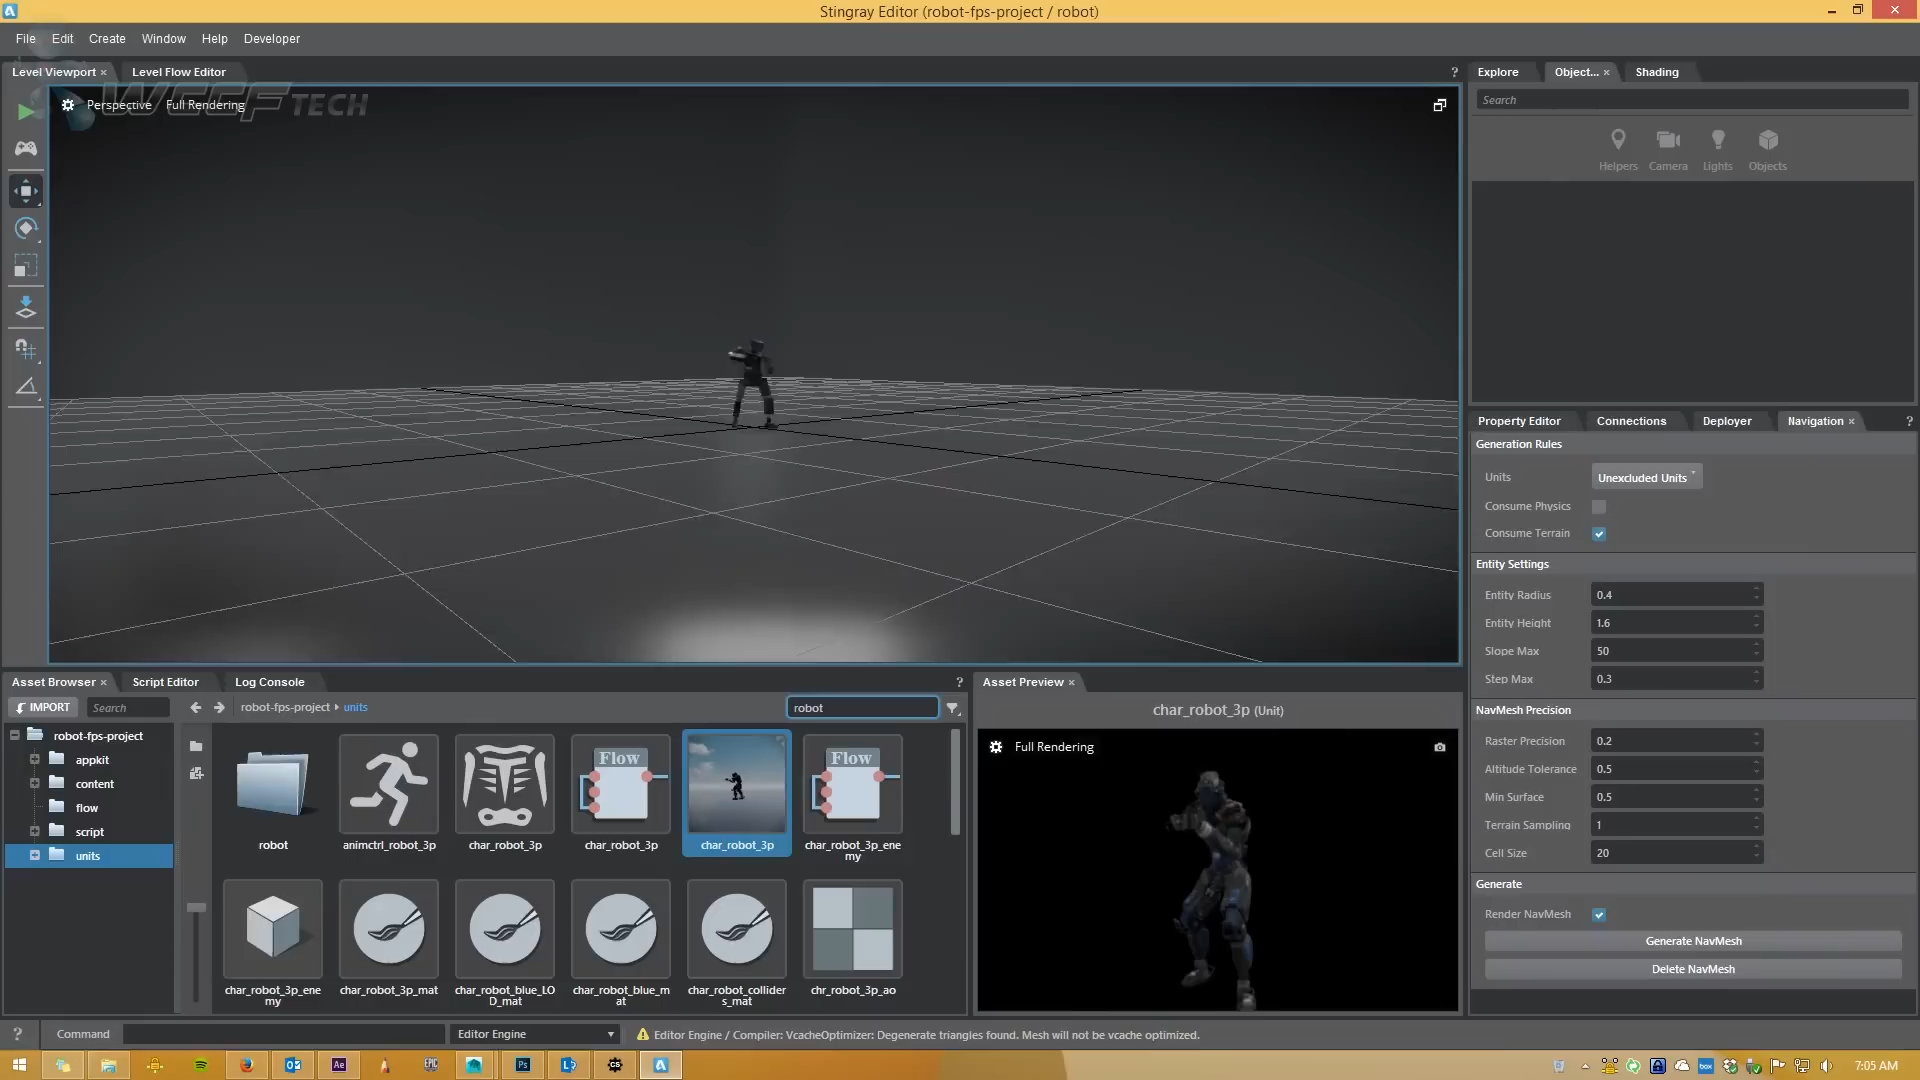 Stingray Editor (robot-fps-project / robot)
File Edit Create Window Help Developer
Level Viewport × Level Flow Editor ?
Perspective Full Rendering
WCCF TECH
Explore Object... × Shading
Search
Helpers Camera Lights Objects
Property Editor Connections Deployer Navigation × ?
Generation Rules
Units Unexcluded Units
Consume Physics
Consume Terrain
Entity Settings
Entity Radius 0.4
Entity Height 1.6
Slope Max 50
Step Max 0.3
NavMesh Precision
Raster Precision 0.2
Altitude Tolerance 0.5
Min Surface 0.5
Terrain Sampling 1
Cell Size 20
Generate
Render NavMesh
Generate NavMesh
Delete NavMesh
Asset Browser × Script Editor Log Console ?
IMPORT Search robot-fps-project units robot
robot-fps-project
appkit
content
flow
script
units
Flow Flow
robot animctrl_robot_3p char_robot_3p char_robot_3p char_robot_3p char_robot_3p_ene
my
char_robot_3p_ene char_robot_3p_mat char_robot_blue_LO char_robot_blue_m char_robot_collider chr_robot_3p_ao
my D_mat at s_mat
Asset Preview ×
char_robot_3p (Unit)
Full Rendering
? Command Editor Engine Editor Engine / Compiler: VcacheOptimizer: Degenerate triangles found. Mesh will not be vcache optimized.
Ae EPIC Ps L CS box 7:05 AM